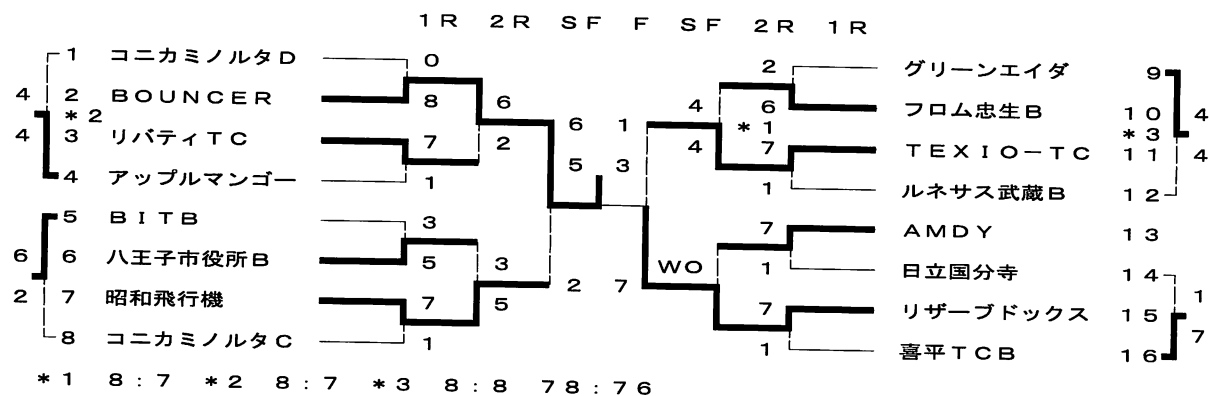 1R 2R SF F SF 2R 1R
1 コニカミノルタD 0 2 グリーンエイダ 9
4 2 BOUNCER 8 6 4 6 フロム忠生B 10 4
*2 6 1 *1 *3
4 3 リバティTC 7 2 4 7 TEXIO-TC 11 4
5 3
4 アップルマンゴー 1 1 ルネサス武蔵B 12
5 BITB 3 7 AMDY 13
6 6 八王子市役所B 5 3 WO 1 日立国分寺 14
2 7 1
2 7 昭和飛行機 7 5 7 リザーブドックス 15 7
8 コニカミノルタC 1 1 喜平TCB 16
*1 8:7 *2 8:7 *3 8:8 78:76